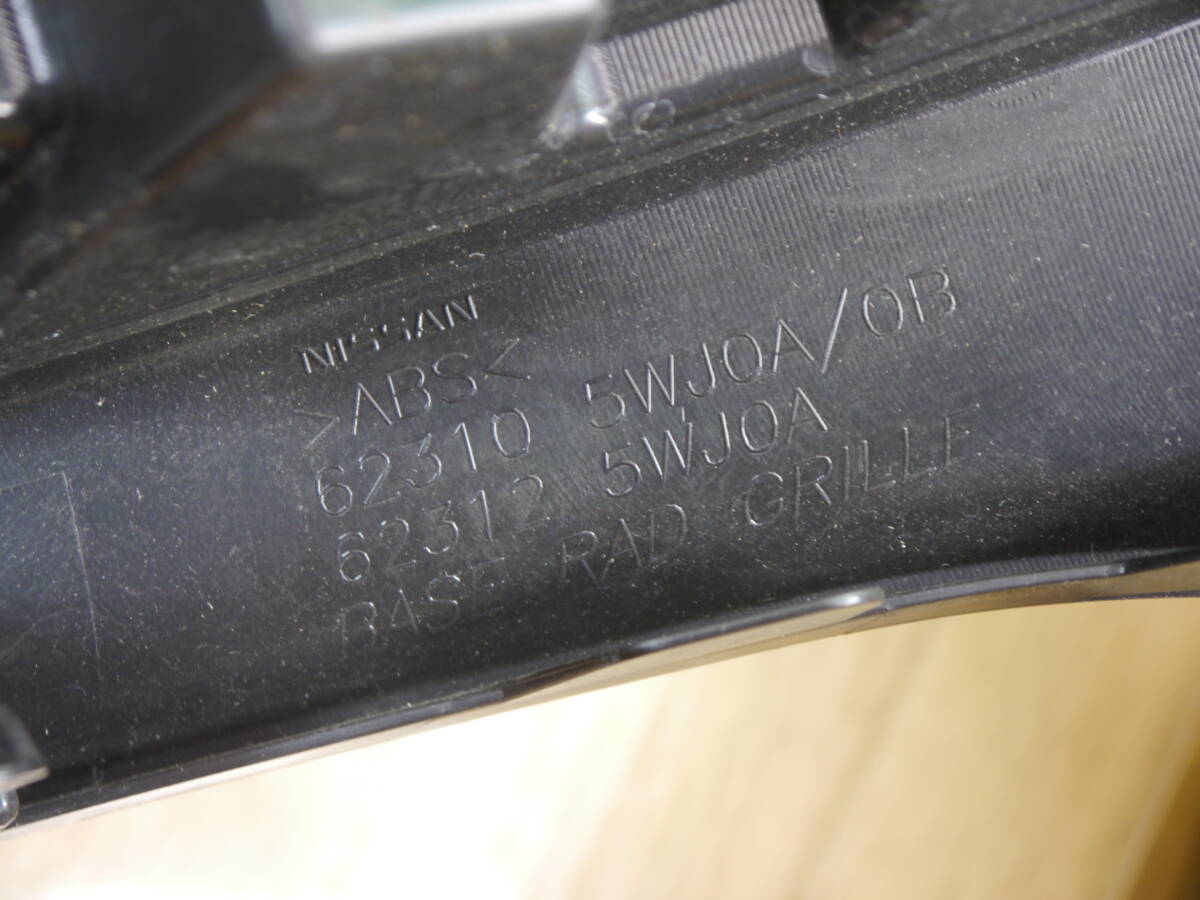 NISSAN
>ABS<
62310 5WJ0A/0B
62312 5WJ0A
BASE RAD GRILLE